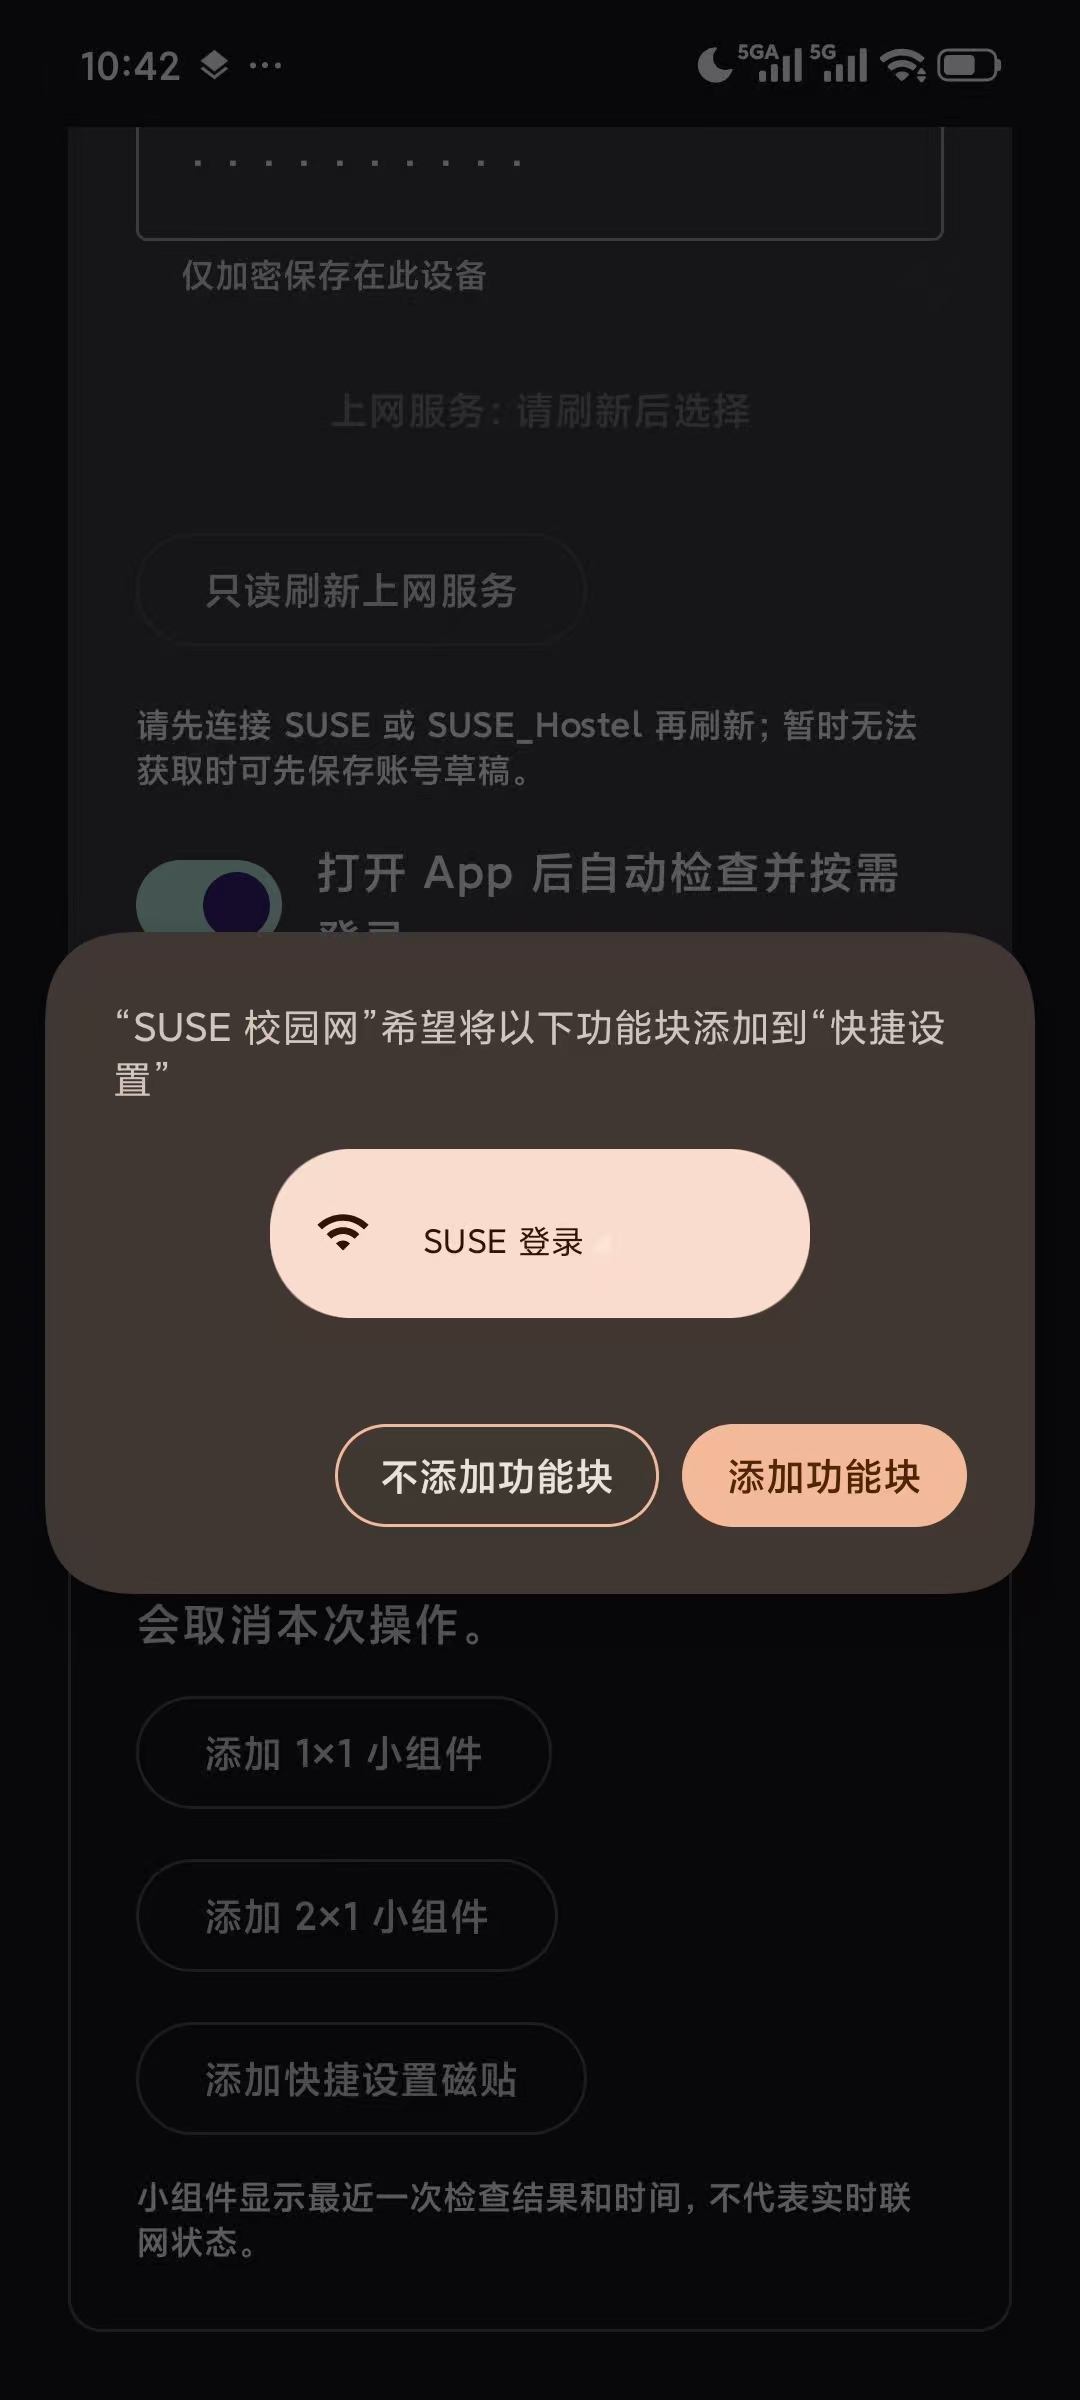 10:42
5GA
5G
仅加密保存在此设备
上网服务：请刷新后选择
只读刷新上网服务
请先连接 SUSE 或 SUSE_Hostel 再刷新；暂时无法
获取时可先保存账号草稿。
打开 App 后自动检查并按需
“SUSE 校园网”希望将以下功能块添加到“快捷设
置”
SUSE 登录
不添加功能块
添加功能块
会取消本次操作。
添加 1×1 小组件
添加 2×1 小组件
添加快捷设置磁贴
小组件显示最近一次检查结果和时间，不代表实时联
网状态。